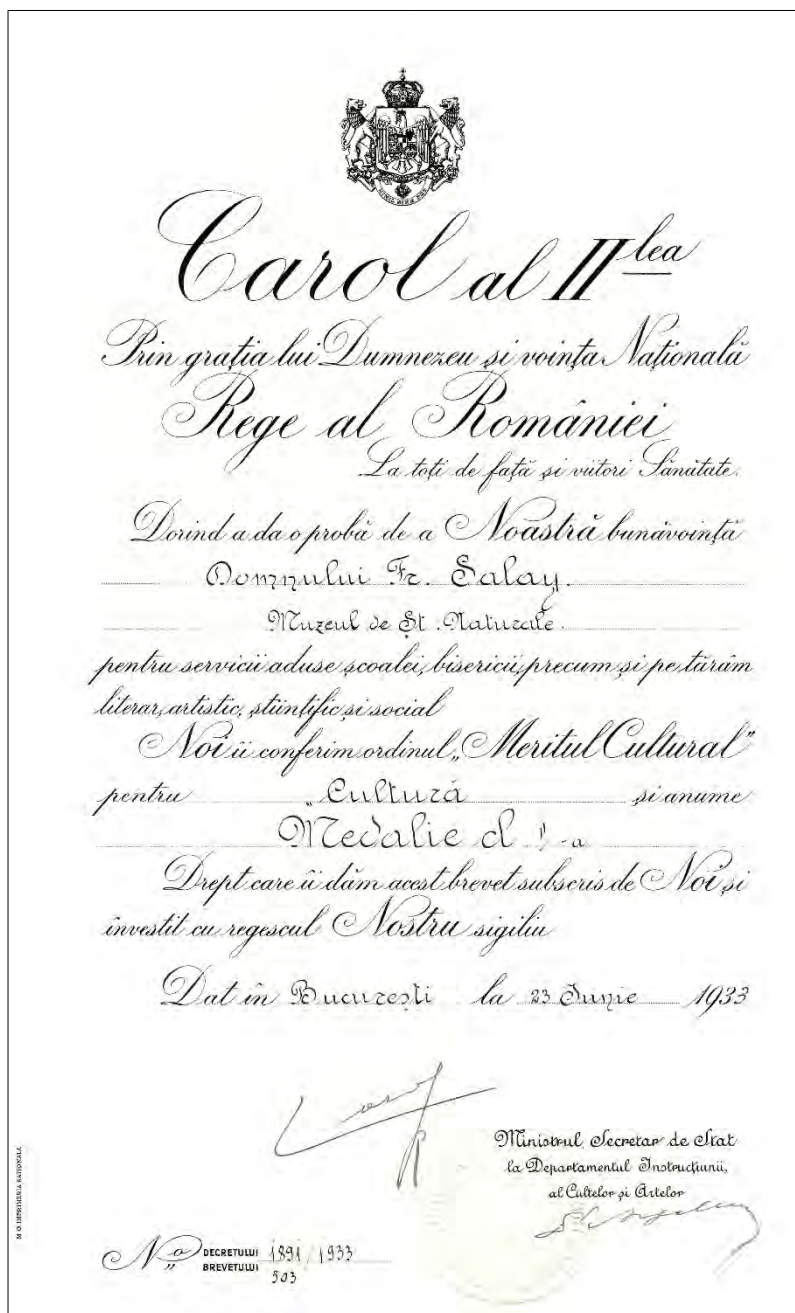 Carol al II lea
Prin grația lui Dumnezeu și voința Națională
Rege al României
La toți de față și viitori Sănătate.
Dorind a da o probă de a Noastră bunăvoință
Domnului Fr. Salay.
Muzeul de Șt. Naturale.
pentru servicii aduse școalei, bisericii, precum și pe tărâm
literar, artistic, științific și social
Noi îi conferim ordinul „Meritul Cultural”
pentru „Cultură și anume
Medalie cl. II-a
Drept care îi dăm acest brevet subscris de Noi și
învestit cu regescul Nostru sigiliu
Dat în București la 23 Iunie 1933
Carol R
Ministrul Secretar de Stat
la Departamentul Instrucțiunii,
al Cultelor și Artelor
No DECRETULUI 1891/1933
" BREVETULUI 503
M. O. IMPRIMERIA NAȚIONALĂ